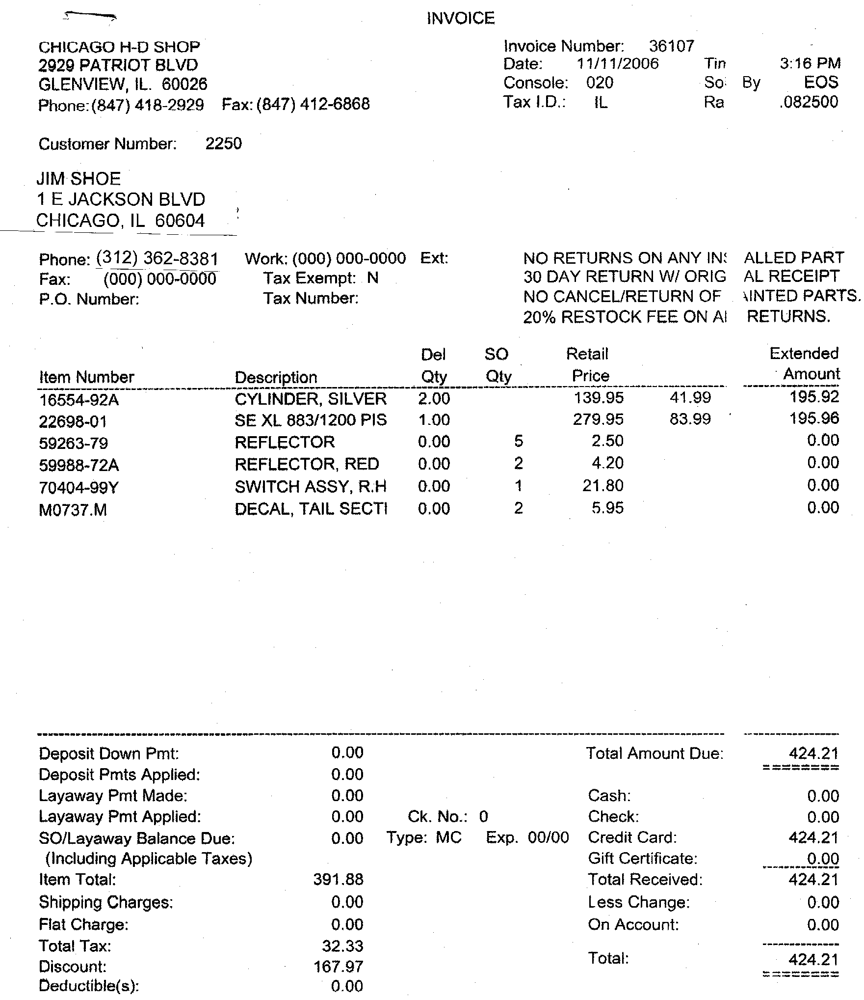 INVOICE
CHICAGO H-D SHOP
2929 PATRIOT BLVD
GLENVIEW, IL. 60026
Phone: (847) 418-2929 Fax: (847) 412-6868
Invoice Number: 36107
Date: 11/11/2006 Tin 3:16 PM
Console: 020 So By EOS
Tax I.D.: IL Ra .082500
Customer Number: 2250
JIM SHOE
1 E JACKSON BLVD
CHICAGO, IL 60604
Phone: (312) 362-8381 Work: (000) 000-0000 Ext:
Fax: (000) 000-0000 Tax Exempt: N
P.O. Number: Tax Number:
NO RETURNS ON ANY INS ALLED PART
30 DAY RETURN W/ ORIG AL RECEIPT
NO CANCEL/RETURN OF AINTED PARTS.
20% RESTOCK FEE ON Al RETURNS.
Del SO Retail Extended
Item Number Description Qty Qty Price Amount
16554-92A CYLINDER, SILVER 2.00 139.95 41.99 195.92
22698-01 SE XL 883/1200 PIS 1.00 279.95 83.99 195.96
59263-79 REFLECTOR 0.00 5 2.50 0.00
59988-72A REFLECTOR, RED 0.00 2 4.20 0.00
70404-99Y SWITCH ASSY, R.H 0.00 1 21.80 0.00
M0737.M DECAL, TAIL SECTI 0.00 2 5.95 0.00
Deposit Down Pmt: 0.00 Total Amount Due: 424.21
Deposit Pmts Applied: 0.00
Layaway Pmt Made: 0.00 Cash: 0.00
Layaway Pmt Applied: 0.00 Ck. No.: 0 Check: 0.00
SO/Layaway Balance Due: 0.00 Type: MC Exp. 00/00 Credit Card: 424.21
(Including Applicable Taxes) Gift Certificate: 0.00
Item Total: 391.88 Total Received: 424.21
Shipping Charges: 0.00 Less Change: 0.00
Flat Charge: 0.00 On Account: 0.00
Total Tax: 32.33
Discount: 167.97 Total: 424.21
Deductible(s): 0.00